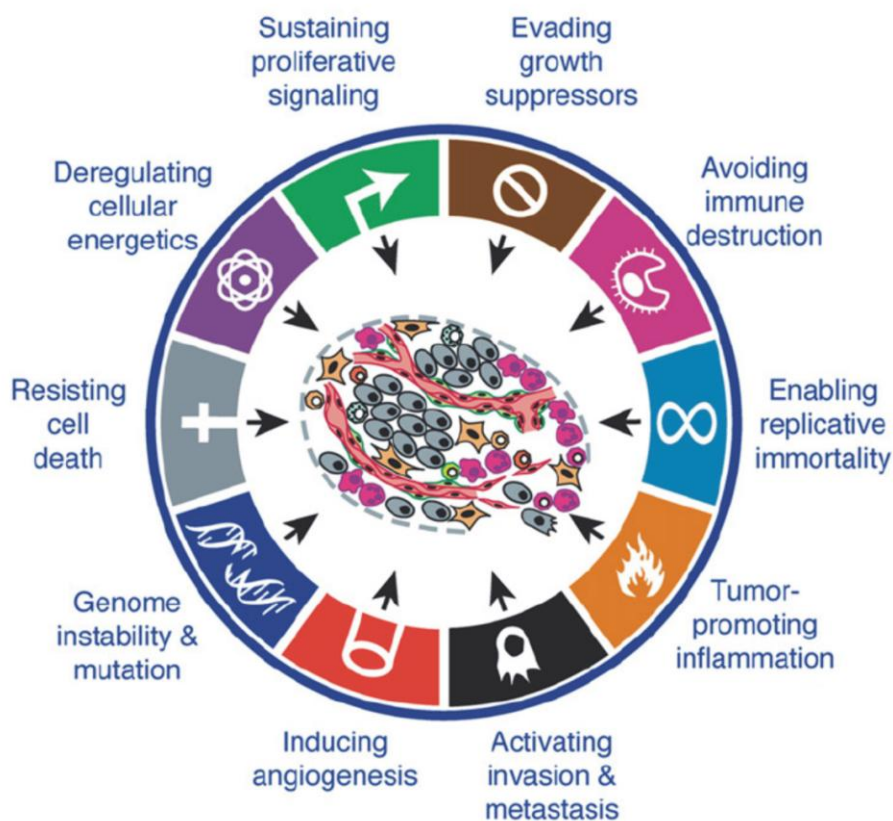 Sustaining
proliferative
signaling
Evading
growth
suppressors
Avoiding
immune
destruction
Enabling
replicative
immortality
Tumor-
promoting
inflammation
Activating
invasion &
metastasis
Inducing
angiogenesis
Genome
instability &
mutation
Resisting
cell
death
Deregulating
cellular
energetics